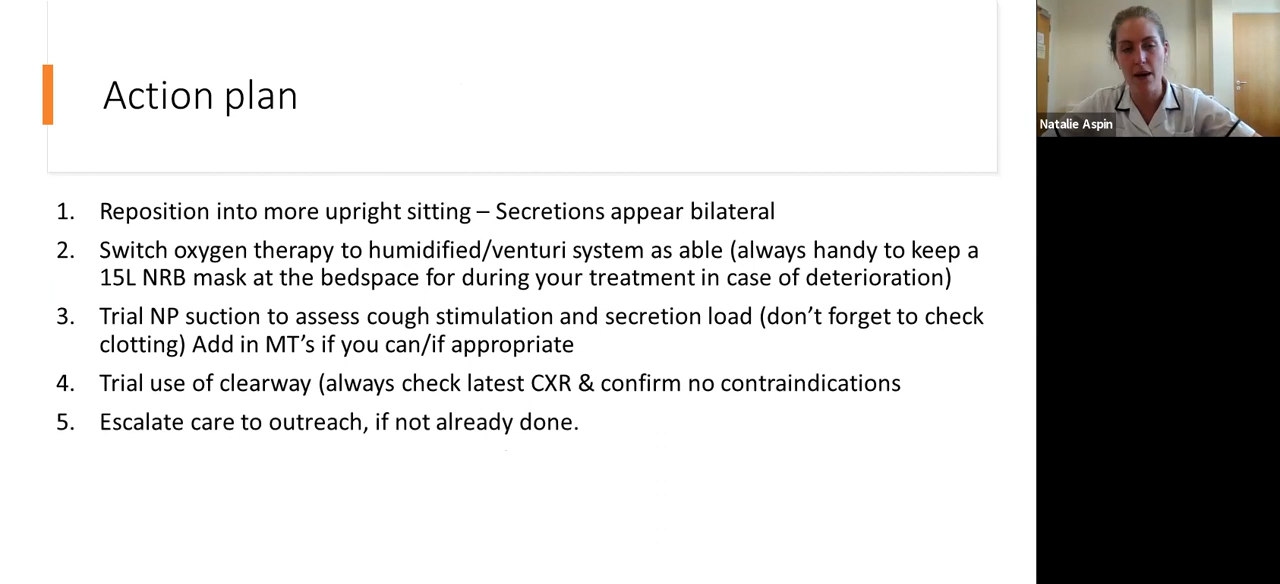 Action plan
1. Reposition into more upright sitting – Secretions appear bilateral
2. Switch oxygen therapy to humidified/venturi system as able (always handy to keep a
15L NRB mask at the bedspace for during your treatment in case of deterioration)
3. Trial NP suction to assess cough stimulation and secretion load (don’t forget to check
clotting) Add in MT’s if you can/if appropriate
4. Trial use of clearway (always check latest CXR & confirm no contraindications
5. Escalate care to outreach, if not already done.
Natalie Aspin